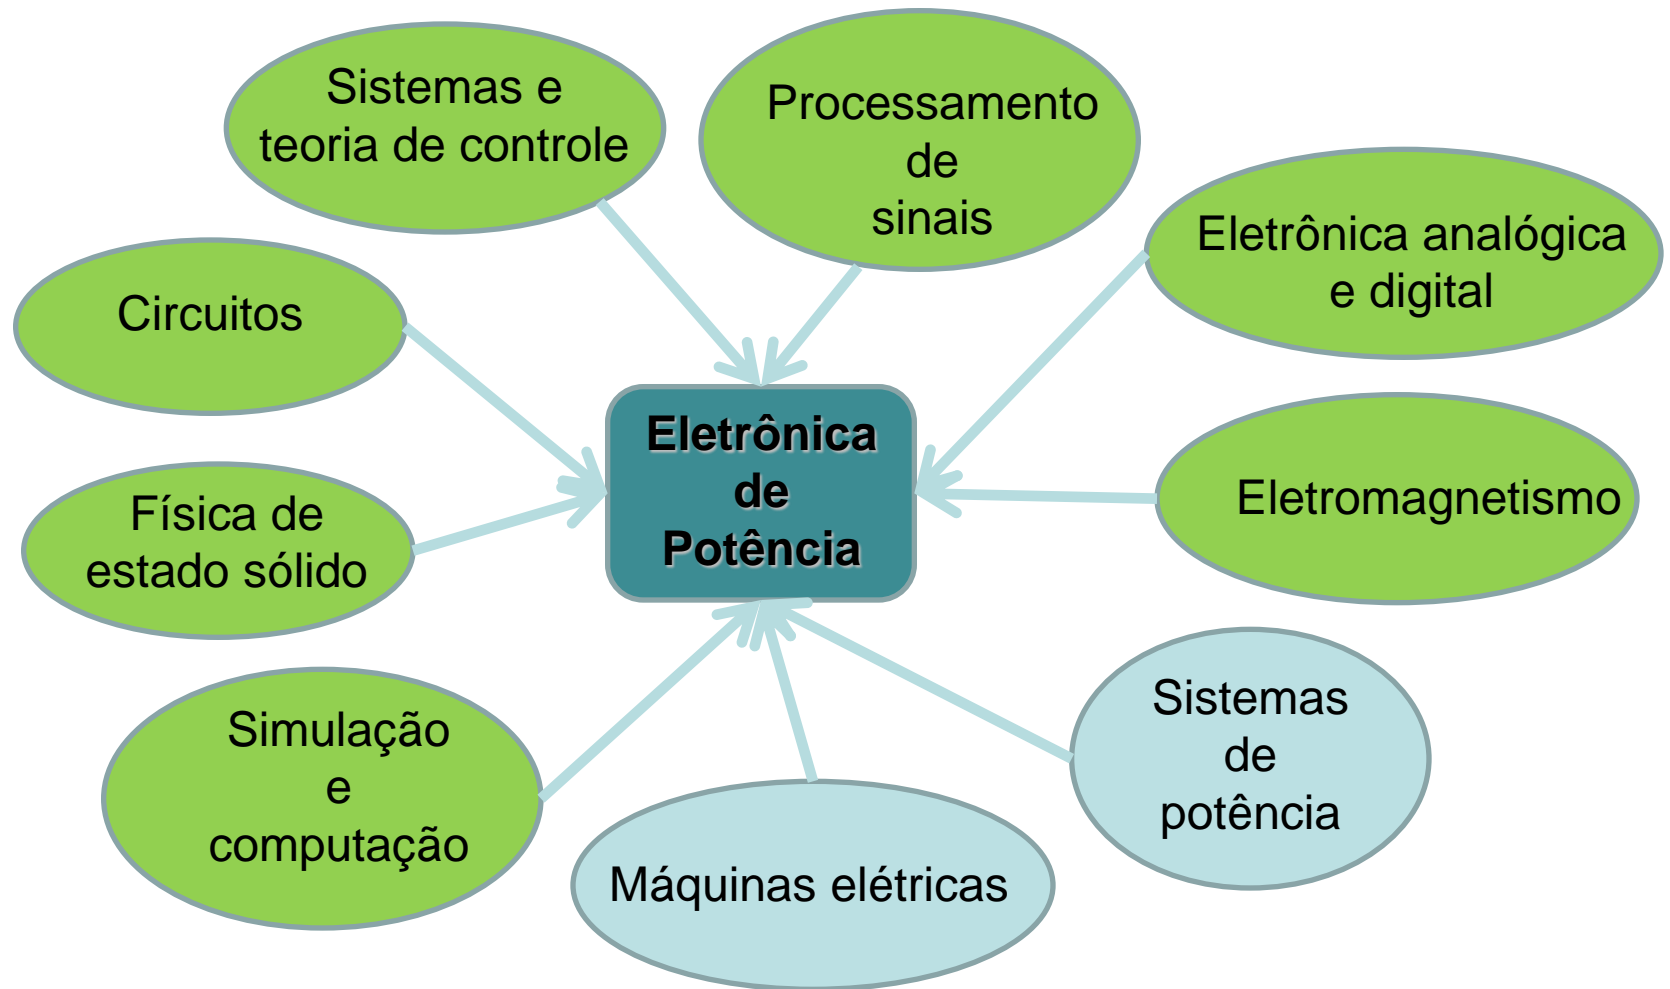 Sistemas e
teoria de controle
Processamento
de
sinais
Eletrônica analógica
e digital
Circuitos
Eletrônica
de
Potência
Eletromagnetismo
Física de
estado sólido
Simulação
e
computação
Máquinas elétricas
Sistemas
de
potência